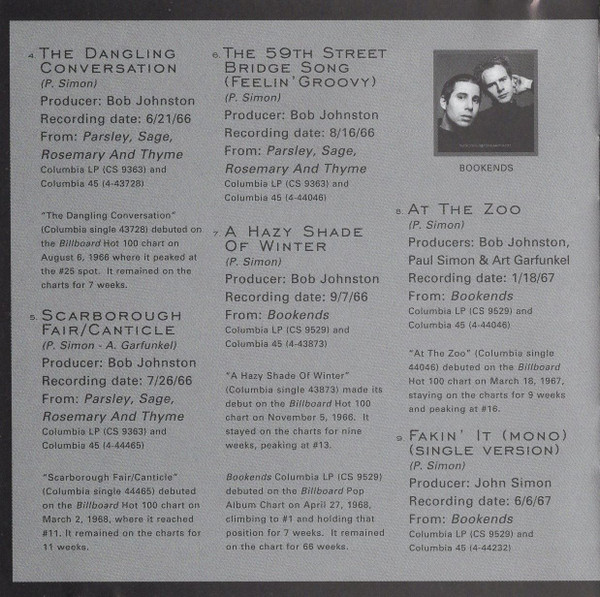 4. THE DANGLING
CONVERSATION
(P. Simon)
Producer: Bob Johnston
Recording date: 6/21/66
From: Parsley, Sage,
Rosemary And Thyme
Columbia LP (CS 9363) and
Columbia 45 (4-43728)
"The Dangling Conversation"
(Columbia single 43728) debuted on
the Billboard Hot 100 chart on
August 6, 1966 where it peaked at
the #25 spot. It remained on the
charts for 7 weeks.
5. SCARBOROUGH
FAIR/CANTICLE
(P. Simon - A. Garfunkel)
Producer: Bob Johnston
Recording date: 7/26/66
From: Parsley, Sage,
Rosemary And Thyme
Columbia LP (CS 9363) and
Columbia 45 (4-44465)
"Scarborough Fair/Canticle"
(Columbia single 44465) debuted
on the Billboard Hot 100 chart on
March 2, 1968, where it reached
#11. It remained on the charts for
11 weeks.
6. THE 59TH STREET
BRIDGE SONG
(FEELIN' GROOVY)
(P. Simon)
Producer: Bob Johnston
Recording date: 8/16/66
From: Parsley, Sage,
Rosemary And Thyme
Columbia LP (CS 9363) and
Columbia 45 (4-44046)
7. A HAZY SHADE
OF WINTER
(P. Simon)
Producer: Bob Johnston
Recording date: 9/7/66
From: Bookends
Columbia LP (CS 9529) and
Columbia 45 (4-43873)
"A Hazy Shade Of Winter"
(Columbia single 43873) made its
debut on the Billboard Hot 100
chart on November 5, 1966. It
stayed on the charts for nine
weeks, peaking at #13.
Bookends Columbia LP (CS 9529)
debuted on the Billboard Pop
Album Chart on April 27, 1968,
climbing to #1 and holding that
position for 7 weeks. It remained
on the chart for 66 weeks.
BOOKENDS
8. AT THE ZOO
(P. Simon)
Producers: Bob Johnston,
Paul Simon & Art Garfunkel
Recording date: 1/18/67
From: Bookends
Columbia LP (CS 9529) and
Columbia 45 (4-44046)
"At The Zoo" (Columbia single
44046) debuted on the Billboard
Hot 100 chart on March 18, 1967,
staying on the charts for 9 weeks
and peaking at #16.
9. FAKIN' IT (MONO)
(SINGLE VERSION)
(P. Simon)
Producer: John Simon
Recording date: 6/6/67
From: Bookends
Columbia LP (CS 9529) and
Columbia 45 (4-44232)